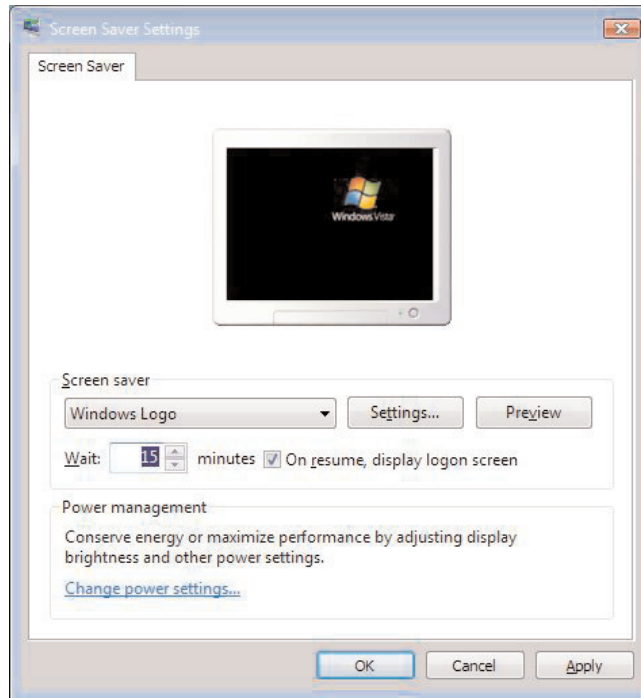 Screen Saver Settings
Screen Saver
Windows Vista
Screen saver
Windows Logo
Settings...
Preview
Wait: 15 minutes On resume, display logon screen
Power management
Conserve energy or maximize performance by adjusting display
brightness and other power settings.
Change power settings...
OK
Cancel
Apply